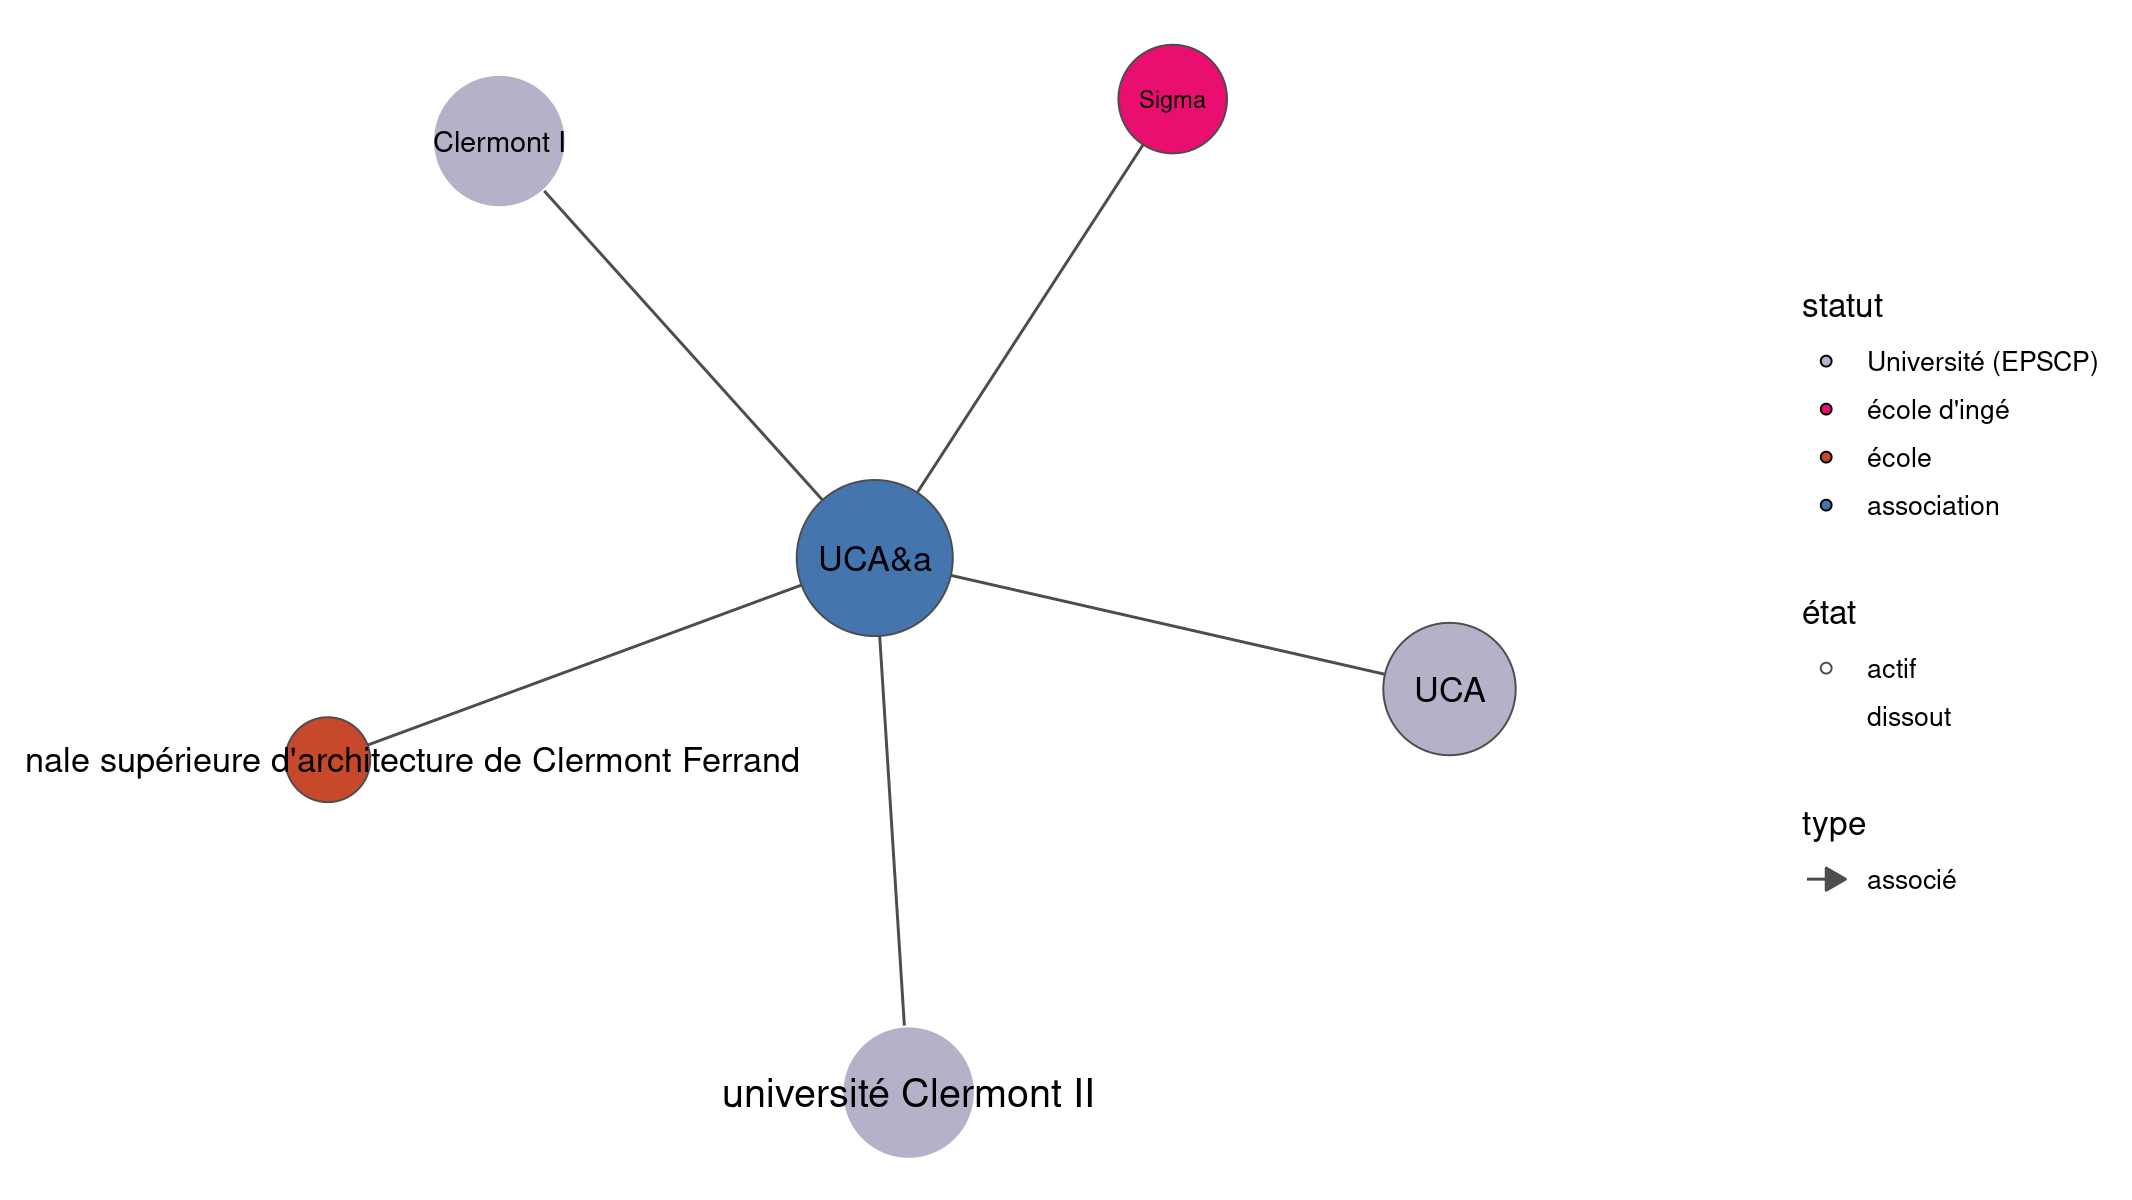 Sigma
Clermont I
UCA&a
UCA
nale supérieure d'architecture de Clermont Ferrand
université Clermont II
statut
Université (EPSCP)
école d'ingé
école
association
état
actif
dissout
type
associé